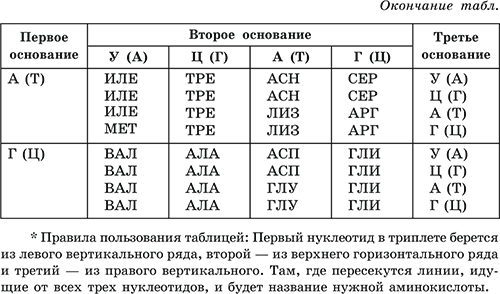 Окончание табл.
Первое основание Второе основание Третье основание
У (А) Ц (Г) А (Т) Г (Ц)
А (Т) ИЛЕ ТРЕ АСН СЕР У (А)
ИЛЕ ТРЕ АСН СЕР Ц (Г)
ИЛЕ ТРЕ ЛИЗ АРГ А (Т)
МЕТ ТРЕ ЛИЗ АРГ Г (Ц)
Г (Ц) ВАЛ АЛА АСП ГЛИ У (А)
ВАЛ АЛА АСП ГЛИ Ц (Г)
ВАЛ АЛА ГЛУ ГЛИ А (Т)
ВАЛ АЛА ГЛУ ГЛИ Г (Ц)
* Правила пользования таблицей: Первый нуклеотид в триплете берется
из левого вертикального ряда, второй — из верхнего горизонтального ряда
и третий — из правого вертикального. Там, где пересекутся линии, иду-
щие от всех трех нуклеотидов, и будет название нужной аминокислоты.